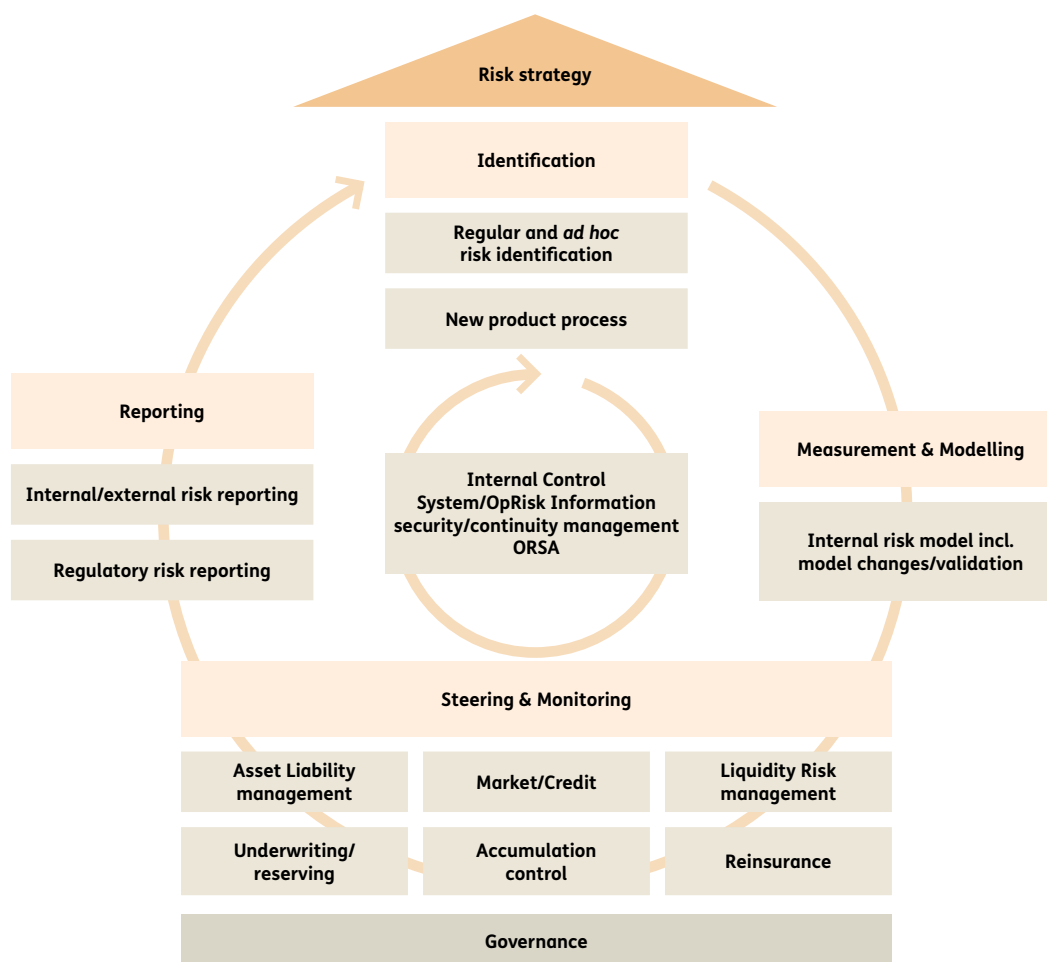 Risk strategy
Identification
Regular and ad hoc
risk identification
New product process
Reporting
Internal/external risk reporting
Regulatory risk reporting
Internal Control
System/OpRisk Information
security/continuity management
ORSA
Measurement & Modelling
Internal risk model incl.
model changes/validation
Steering & Monitoring
Asset Liability
management
Market/Credit
Liquidity Risk
management
Underwriting/
reserving
Accumulation
control
Reinsurance
Governance